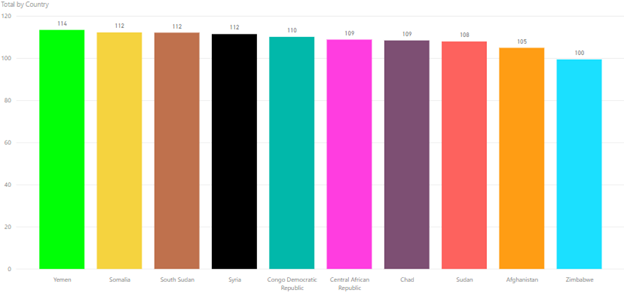 Total by Country
120
100
80
60
40
20
0
114
112
112
112
110
109
109
108
105
100
Yemen
Somalia
South Sudan
Syria
Congo Democratic
Republic
Central African
Republic
Chad
Sudan
Afghanistan
Zimbabwe